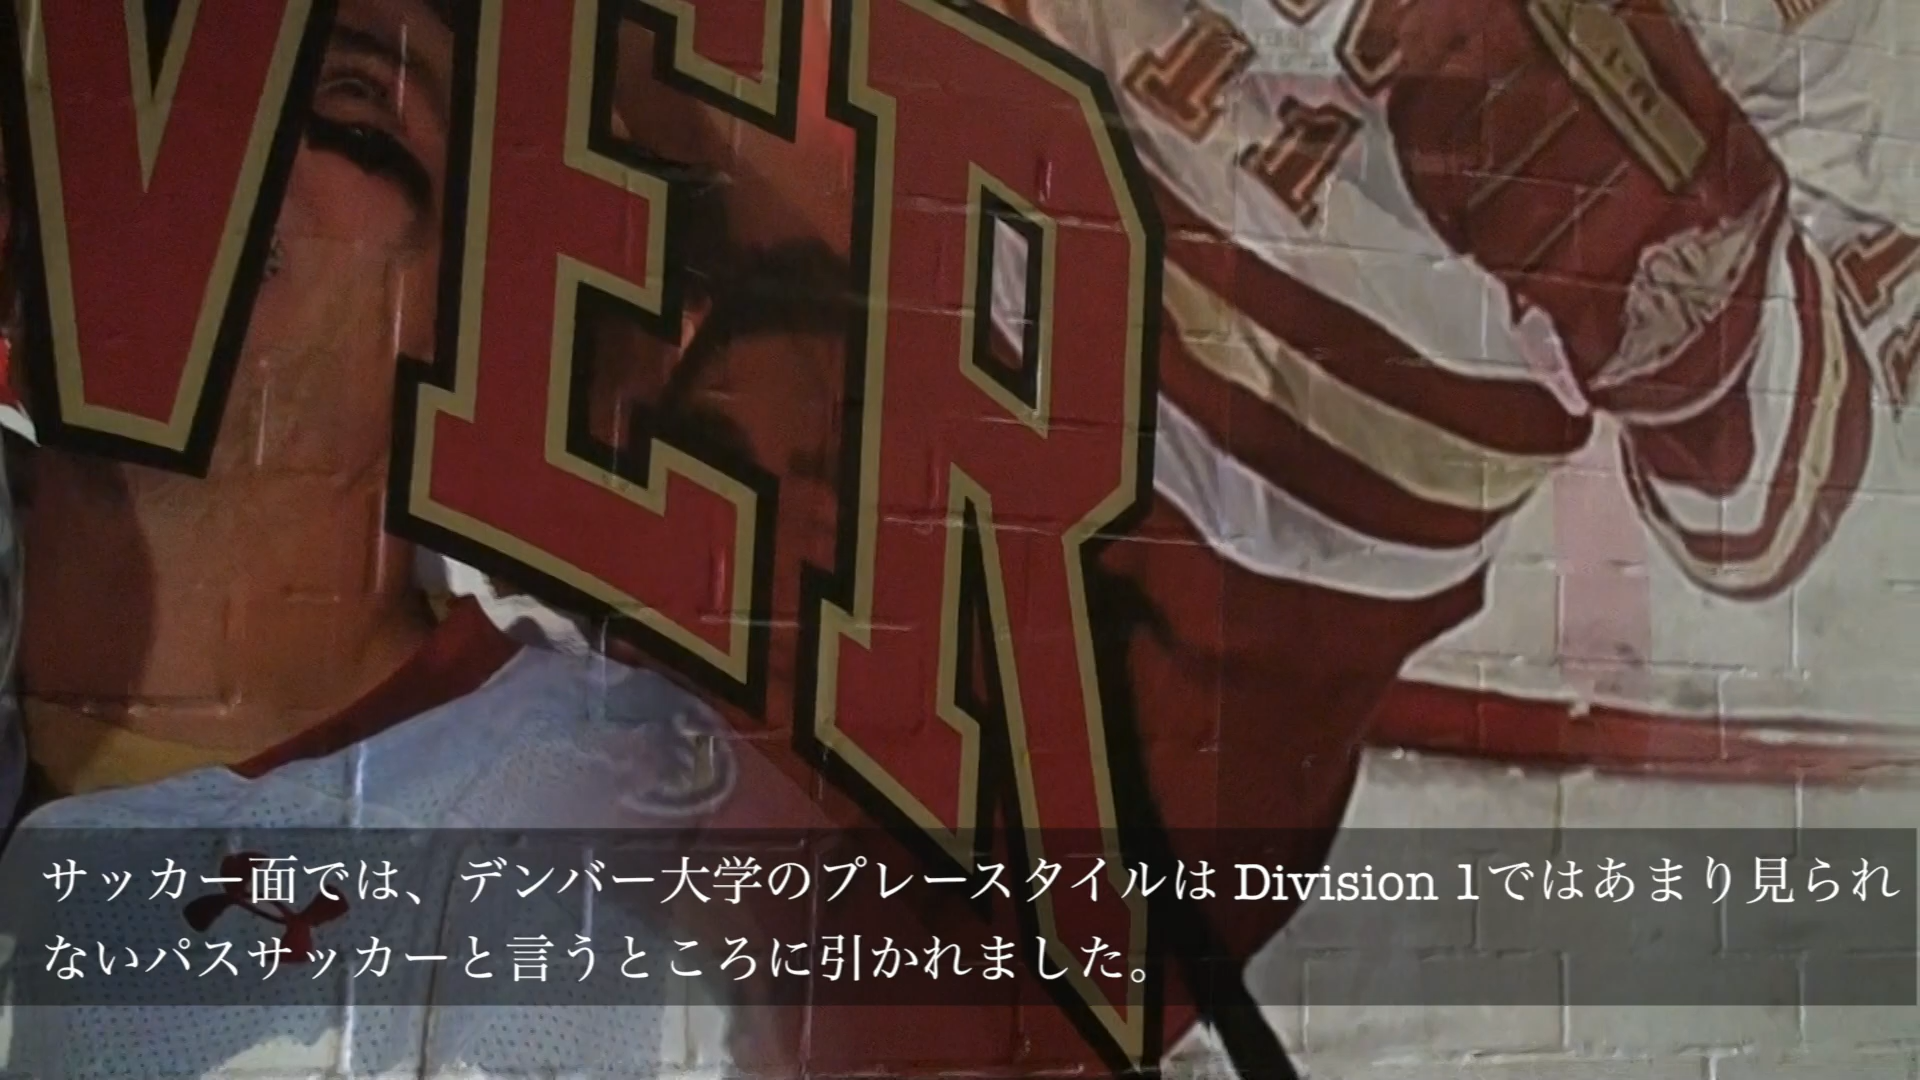 VER
11
サッカー面では、デンバー大学のプレースタイルは Division 1ではあまり見られ
ないパスサッカーと言うところに引かれました。